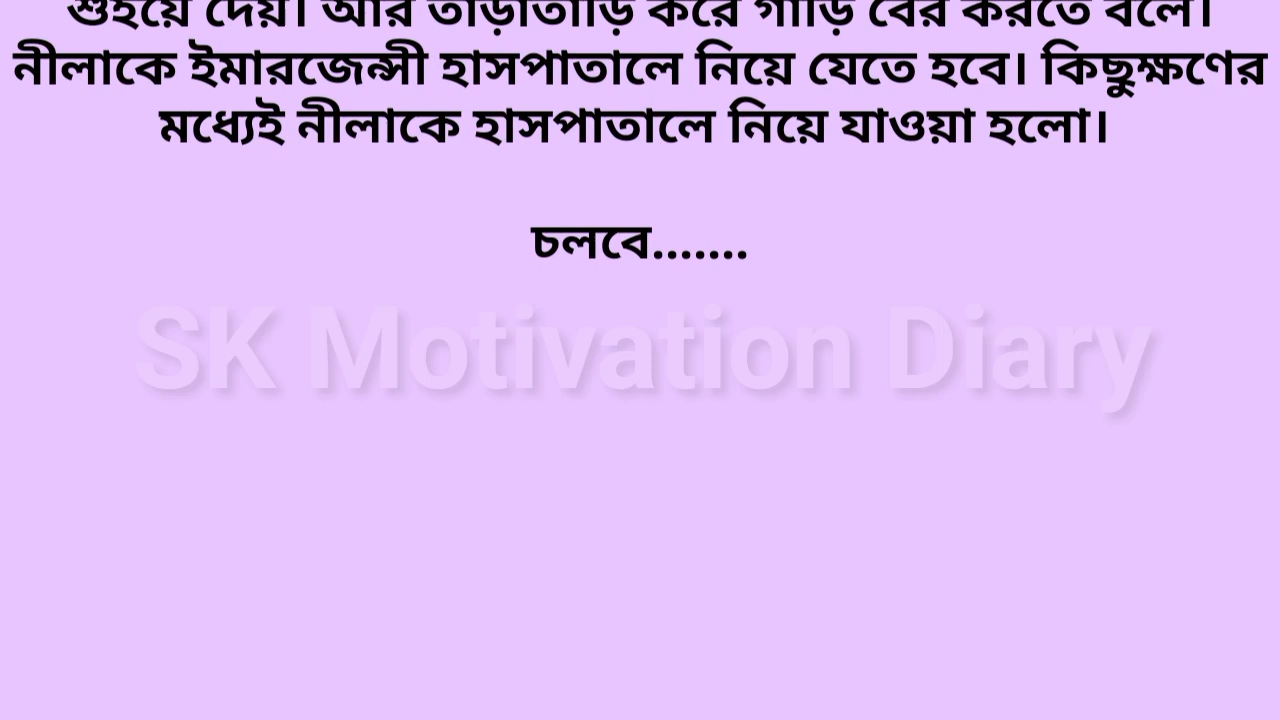 শুইয়ে দেয়। আর তাড়াতাড়ি করে গাড়ি বের করতে বলে।
নীলাকে ইমারজেন্সী হাসপাতালে নিয়ে যেতে হবে। কিছুক্ষণের
মধ্যেই নীলাকে হাসপাতালে নিয়ে যাওয়া হলো।
চলবে.......
SK Motivation Diary